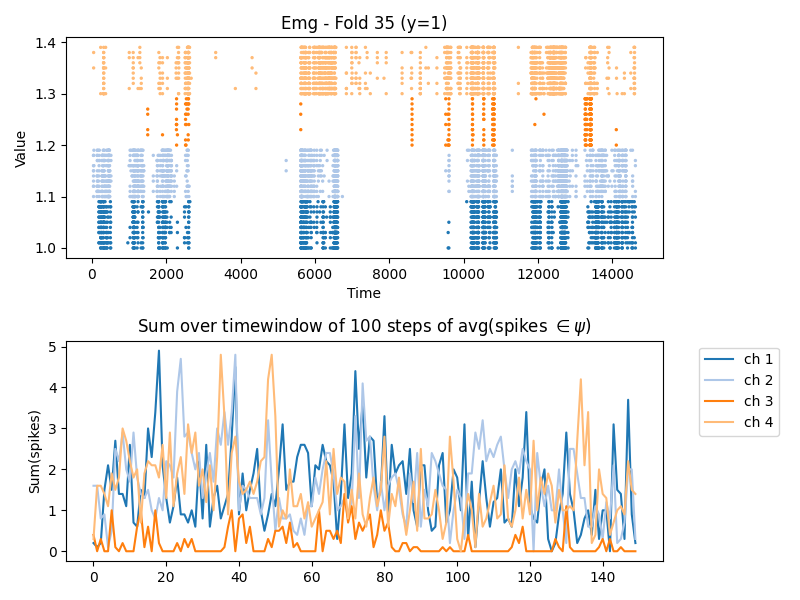 Emg - Fold 35 (y=1)
1.4
1.3
1.2
1.1
1.0
Value
0 2000 4000 6000 8000 10000 12000 14000
Time
Sum over timewindow of 100 steps of avg(spikes ∈ ψ)
5
4
3
2
1
0
Sum(spikes)
0 20 40 60 80 100 120 140
ch 1
ch 2
ch 3
ch 4